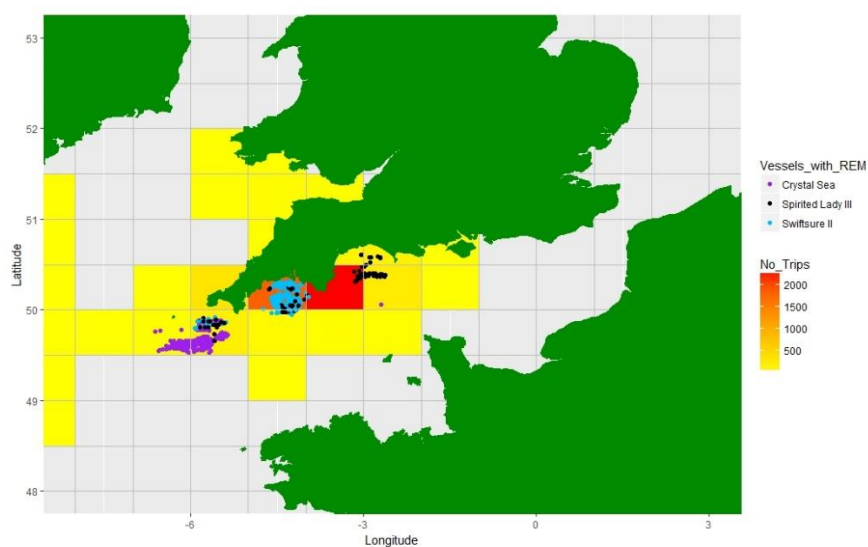 53
52
51
50
49
48
Latitude
-6
-3
0
3
Longitude
Vessels_with_REM
Crystal Sea
Spirited Lady III
Swiftsure II
No_Trips
2000
1500
1000
500